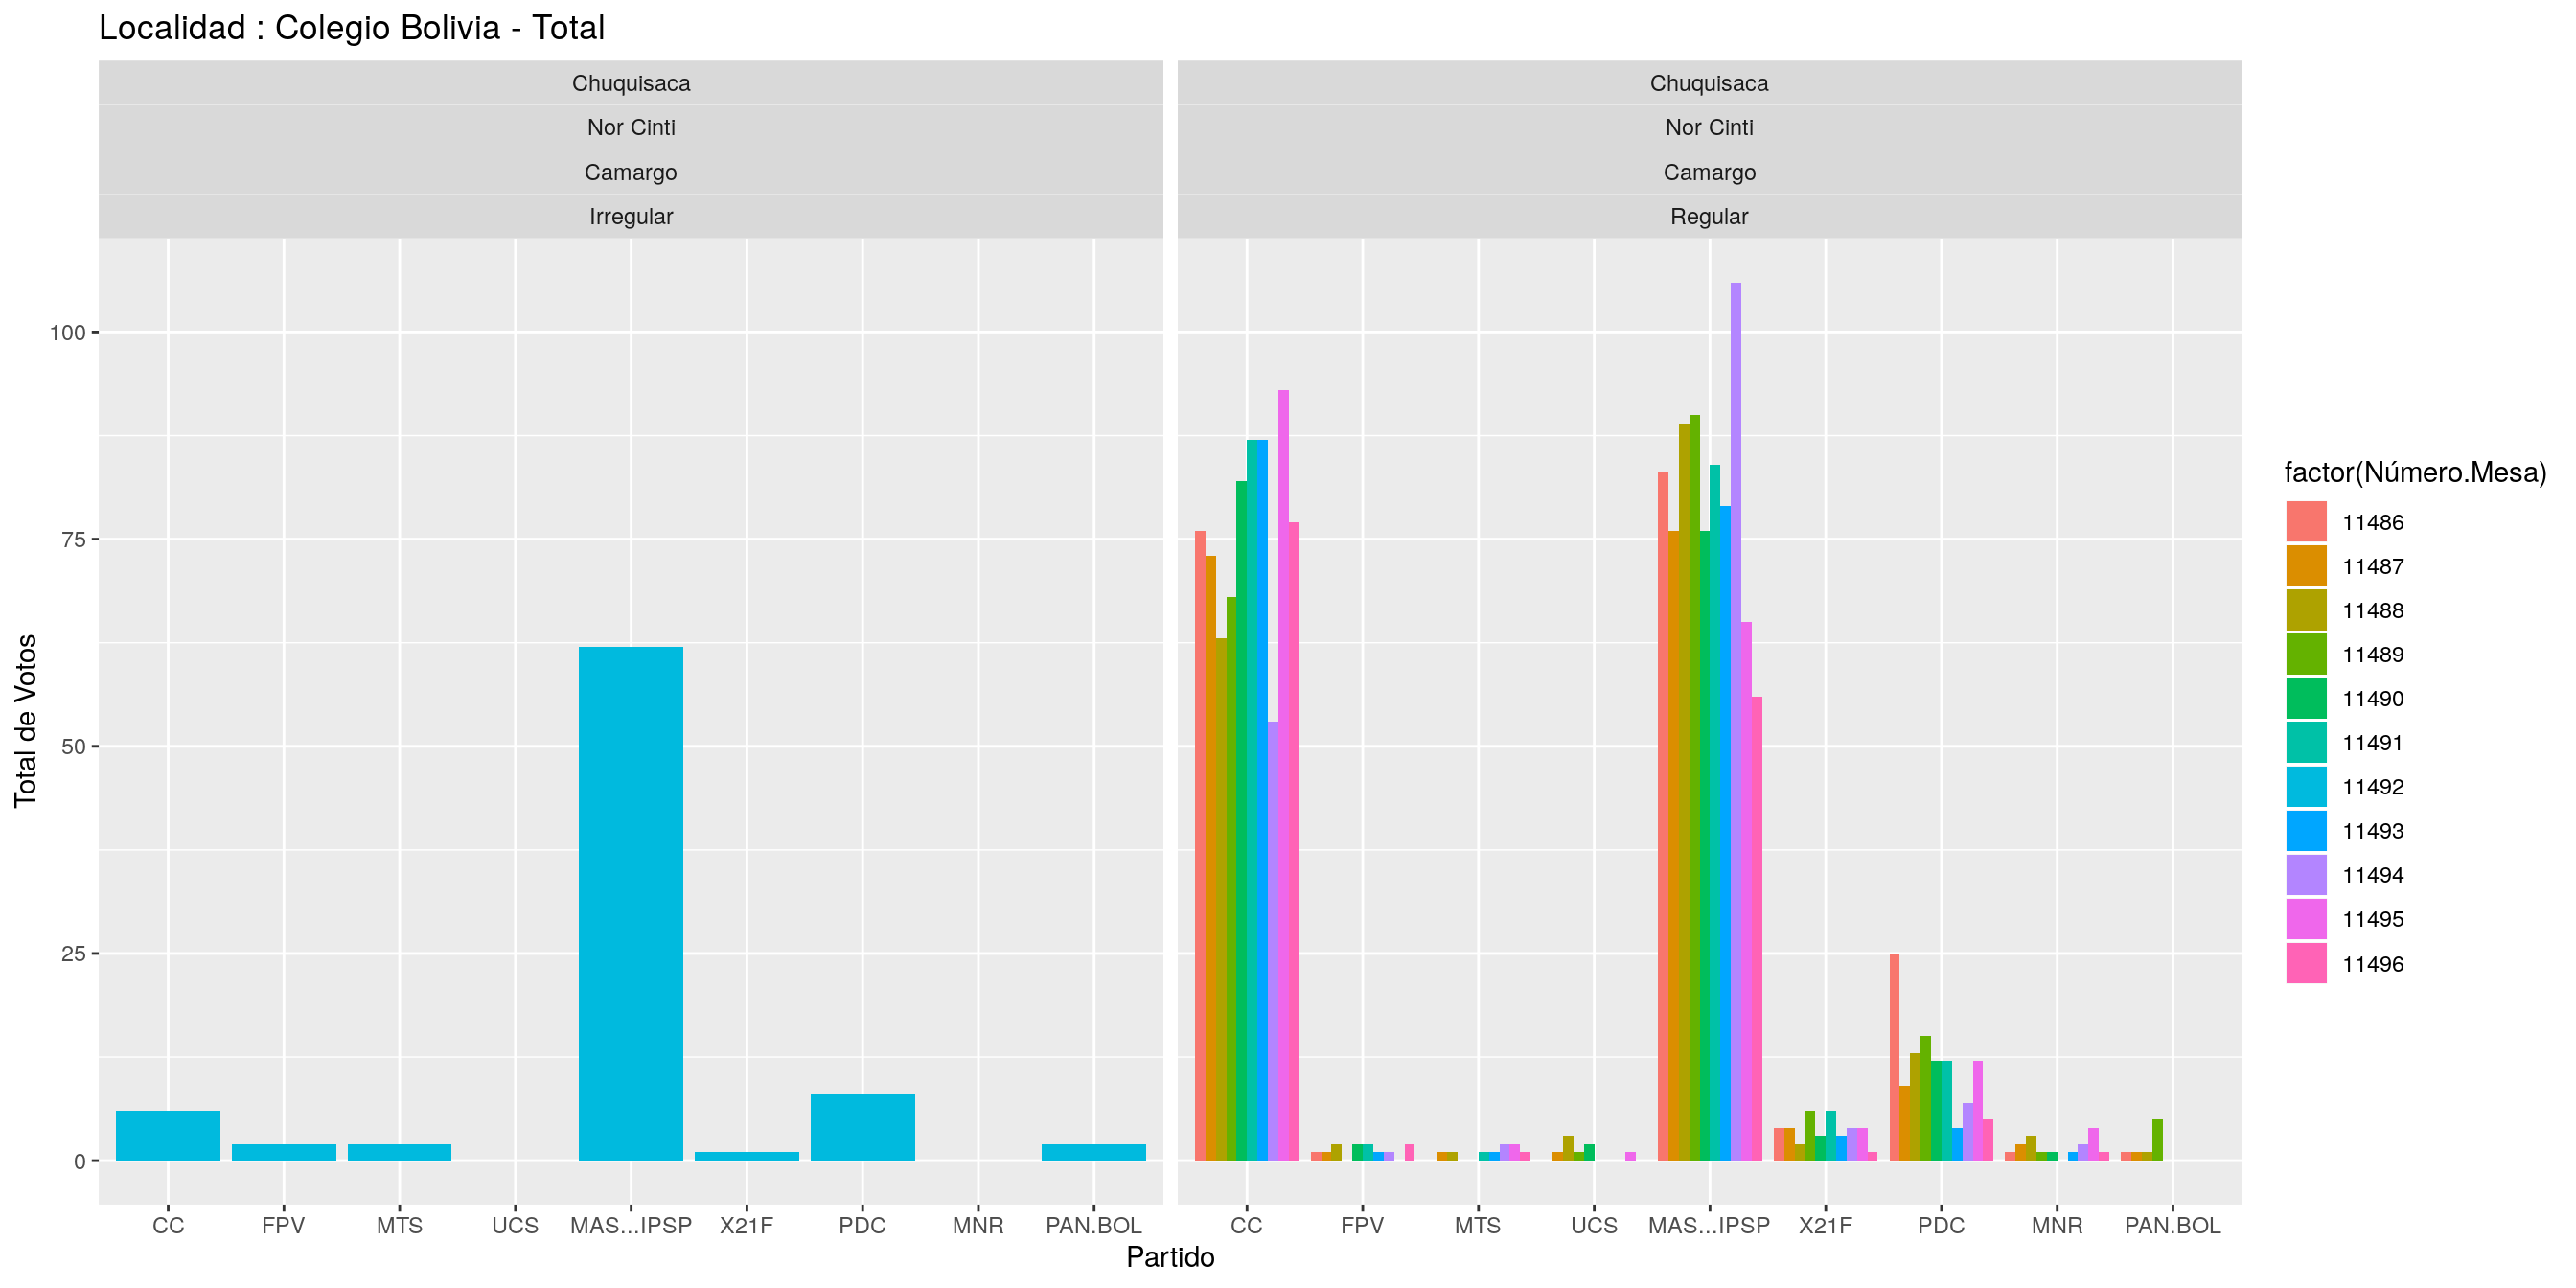 Localidad : Colegio Bolivia - Total
Chuquisaca
Nor Cinti
Camargo
Irregular
Chuquisaca
Nor Cinti
Camargo
Regular
Total de Votos
100
75
50
25
0
CC FPV MTS UCS MAS...IPSP X21F PDC MNR PAN.BOL
CC FPV MTS UCS MAS...IPSP X21F PDC MNR PAN.BOL
Partido
factor(Número.Mesa)
11486
11487
11488
11489
11490
11491
11492
11493
11494
11495
11496